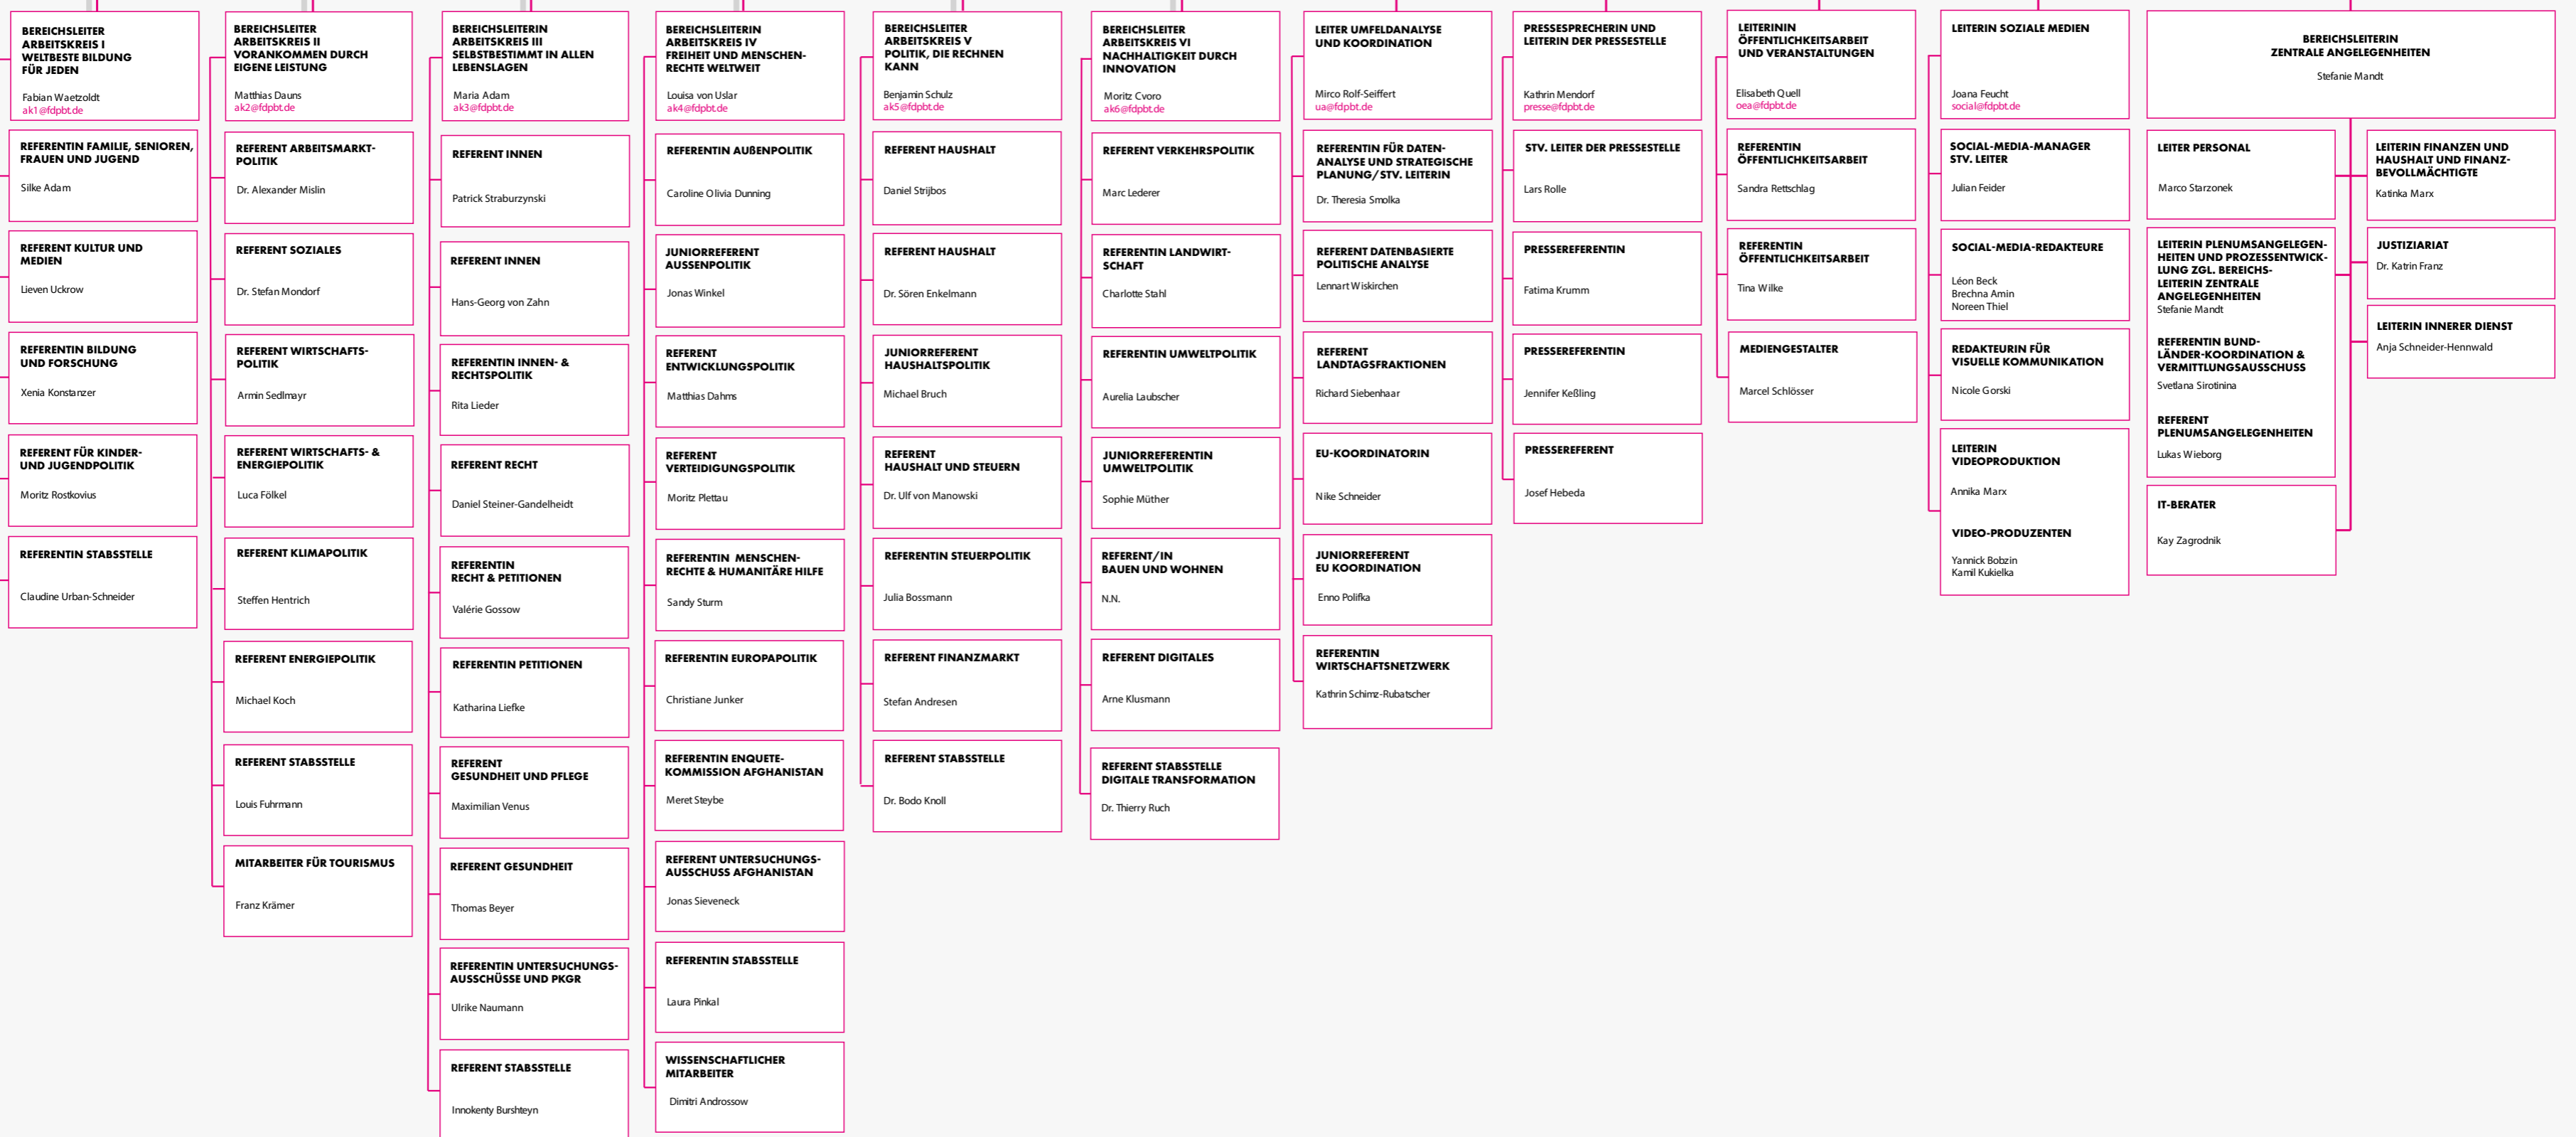 BEREICHSLEITER
ARBEITSKREIS I
WELTBESTE BILDUNG
FÜR JEDEN
Fabian Waetzoldt
ak1@fdpbt.de
REFERENTIN FAMILIE, SENIOREN,
FRAUEN UND JUGEND
Silke Adam
REFERENT KULTUR UND
MEDIEN
Lieven Uckrow
REFERENTIN BILDUNG
UND FORSCHUNG
Xenia Konstanzer
REFERENT FÜR KINDER-
UND JUGENDPOLITIK
Moritz Rostkovius
REFERENTIN STABSSTELLE
Claudine Urban-Schneider
BEREICHSLEITER
ARBEITSKREIS II
VORANKOMMEN DURCH
EIGENE LEISTUNG
Matthias Dauns
ak2@fdpbt.de
REFERENT ARBEITSMARKT-
POLITIK
Dr. Alexander Mislin
REFERENT SOZIALES
Dr. Stefan Mondorf
REFERENT WIRTSCHAFTS-
POLITIK
Armin Sedlmayr
REFERENT WIRTSCHAFTS- &
ENERGIEPOLITIK
Luca Fölkel
REFERENT KLIMAPOLITIK
Steffen Hentrich
REFERENT ENERGIEPOLITIK
Michael Koch
REFERENT STABSSTELLE
Louis Fuhrmann
MITARBEITER FÜR TOURISMUS
Franz Krämer
BEREICHSLEITERIN
ARBEITSKREIS III
SELBSTBESTIMMT IN ALLEN
LEBENSLAGEN
Maria Adam
ak3@fdpbt.de
REFERENT INNEN
Patrick Straburzynski
REFERENT INNEN
Hans-Georg von Zahn
REFERENTIN INNEN- &
RECHTSPOLITIK
Rita Lieder
REFERENT RECHT
Daniel Steiner-Gandelheidt
REFERENTIN
RECHT & PETITIONEN
Valérie Gossow
REFERENTIN PETITIONEN
Katharina Liefke
REFERENT
GESUNDHEIT UND PFLEGE
Maximilian Venus
REFERENT GESUNDHEIT
Thomas Beyer
REFERENTIN UNTERSUCHUNGS-
AUSSCHÜSSE UND PKGR
Ulrike Naumann
REFERENT STABSSTELLE
Innokenty Burshteyn
BEREICHSLEITERIN
ARBEITSKREIS IV
FREIHEIT UND MENSCHEN-
RECHTE WELTWEIT
Louisa von Uslar
ak4@fdpbt.de
REFERENTIN AUẞENPOLITIK
Caroline Olivia Dunning
JUNIORREFERENT
AUSSENPOLITIK
Jonas Winkel
REFERENT
ENTWICKLUNGSPOLITIK
Matthias Dahms
REFERENT
VERTEIDIGUNGSPOLITIK
Moritz Plettau
REFERENTIN MENSCHEN-
RECHTE & HUMANITÄRE HILFE
Sandy Sturm
REFERENTIN EUROPAPOLITIK
Christiane Junker
REFERENTIN ENQUETE-
KOMMISSION AFGHANISTAN
Meret Steybe
REFERENT UNTERSUCHUNGS-
AUSSCHUSS AFGHANISTAN
Jonas Sieveneck
REFERENTIN STABSSTELLE
Laura Pinkal
WISSENSCHAFTLICHER
MITARBEITER
Dimitri Androssow
BEREICHSLEITER
ARBEITSKREIS V
POLITIK, DIE RECHNEN
KANN
Benjamin Schulz
ak5@fdpbt.de
REFERENT HAUSHALT
Daniel Strijbos
REFERENT HAUSHALT
Dr. Sören Enkelmann
JUNIORREFERENT
HAUSHALTSPOLITIK
Michael Bruch
REFERENT
HAUSHALT UND STEUERN
Dr. Ulf von Manowski
REFERENTIN STEUERPOLITIK
Julia Bossmann
REFERENT FINANZMARKT
Stefan Andresen
REFERENT STABSSTELLE
Dr. Bodo Knoll
BEREICHSLEITER
ARBEITSKREIS VI
NACHHALTIGKEIT DURCH
INNOVATION
Moritz Cvoro
ak6@fdpbt.de
REFERENT VERKEHRSPOLITIK
Marc Lederer
REFERENTIN LANDWIRT-
SCHAFT
Charlotte Stahl
REFERENTIN UMWELTPOLITIK
Aurelia Laubscher
JUNIORREFERENTIN
UMWELTPOLITIK
Sophie Müther
REFERENT/IN
BAUEN UND WOHNEN
N.N.
REFERENT DIGITALES
Arne Klusmann
REFERENT STABSSTELLE
DIGITALE TRANSFORMATION
Dr. Thierry Ruch
LEITER UMFELDANALYSE
UND KOORDINATION
Mirco Rolf-Seiffert
ua@fdpbt.de
REFERENTIN FÜR DATEN-
ANALYSE UND STRATEGISCHE
PLANUNG/STV. LEITERIN
Dr. Theresia Smolka
REFERENT DATENBASIERTE
POLITISCHE ANALYSE
Lennart Wiskirchen
REFERENT
LANDTAGSFRAKTIONEN
Richard Siebenhaar
EU-KOORDINATORIN
Nike Schneider
JUNIORREFERENT
EU KOORDINATION
Enno Polifka
REFERENTIN
WIRTSCHAFTSNETZWERK
Kathrin Schimz-Rubatscher
PRESSESPRECHERIN UND
LEITERIN DER PRESSESTELLE
Kathrin Mendorf
presse@fdpbt.de
STV. LEITER DER PRESSESTELLE
Lars Rolle
PRESSEREFERENTIN
Fatima Krumm
PRESSEREFERENTIN
Jennifer Keßling
PRESSEREFERENT
Josef Hebeda
LEITERININ
ÖFFENTLICHKEITSARBEIT
UND VERANSTALTUNGEN
Elisabeth Quell
oea@fdpbt.de
REFERENTIN
ÖFFENTLICHKEITSARBEIT
Sandra Rettschlag
REFERENTIN
ÖFFENTLICHKEITSARBEIT
Tina Wilke
MEDIENGESTALTER
Marcel Schlösser
LEITERIN SOZIALE MEDIEN
Joana Feucht
social@fdpbt.de
SOCIAL-MEDIA-MANAGER
STV. LEITER
Julian Feider
SOCIAL-MEDIA-REDAKTEURE
Léon Beck
Brechna Amin
Noreen Thiel
REDAKTEURIN FÜR
VISUELLE KOMMUNIKATION
Nicole Gorski
LEITERIN
VIDEOPRODUKTION
Annika Marx
VIDEO-PRODUZENTEN
Yannick Bobzin
Kamil Kukielka
BEREICHSLEITERIN
ZENTRALE ANGELEGENHEITEN
Stefanie Mandt
LEITER PERSONAL
Marco Starzonek
LEITERIN PLENUMSANGELEGEN-
HEITEN UND PROZESSENTWICK-
LUNG ZGL. BEREICHS-
LEITERIN ZENTRALE
ANGELEGENHEITEN
Stefanie Mandt
REFERENTIN BUND-
LÄNDER-KOORDINATION &
VERMITTLUNGSAUSSCHUSS
Svetlana Sirotinina
REFERENT
PLENUMSANGELEGENHEITEN
Lukas Wieborg
IT-BERATER
Kay Zagrodnik
LEITERIN FINANZEN UND
HAUSHALT UND FINANZ-
BEVOLLMÄCHTIGTE
Katinka Marx
JUSTIZIARIAT
Dr. Katrin Franz
LEITERIN INNERER DIENST
Anja Schneider-Hennwald